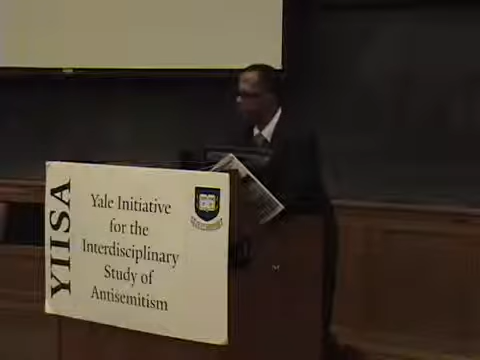 YIISA
Yale Initiative
for the
Interdisciplinary
Study of
Antisemitism